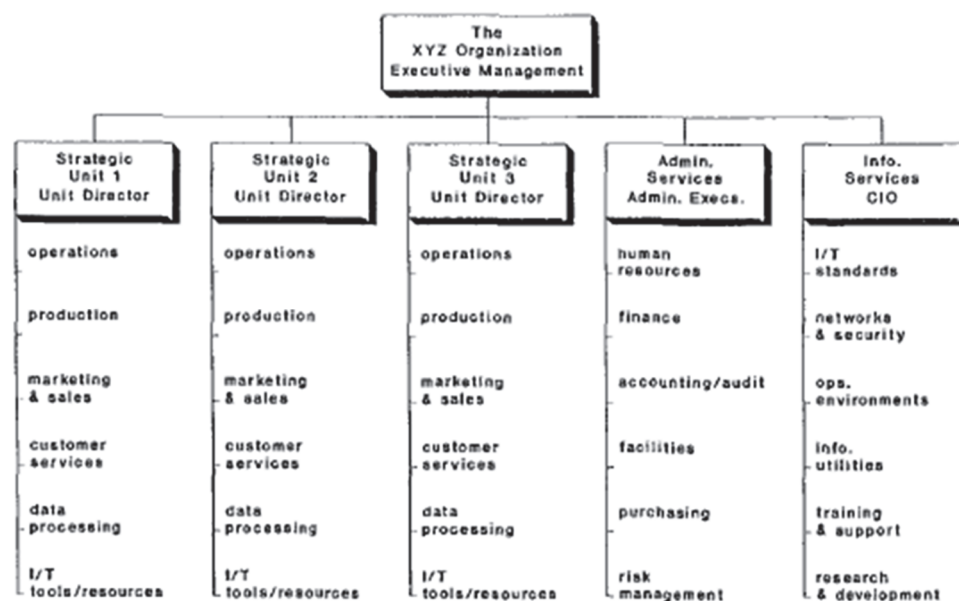 The
XYZ Organization
Executive Management
Strategic
Unit 1
Unit Director
operations
production
marketing
& sales
customer
services
data
processing
I/T
tools/resources
Strategic
Unit 2
Unit Director
operations
production
marketing
& sales
customer
services
data
processing
I/T
tools/resources
Strategic
Unit 3
Unit Director
operations
production
marketing
& sales
customer
services
data
processing
I/T
tools/resources
Admin.
Services
Admin. Execs.
human
resources
finance
accounting/audit
facilities
purchasing
risk
management
Info.
Services
CIO
I/T
standards
networks
& security
ops.
environments
info.
utilities
training
& support
research
& development